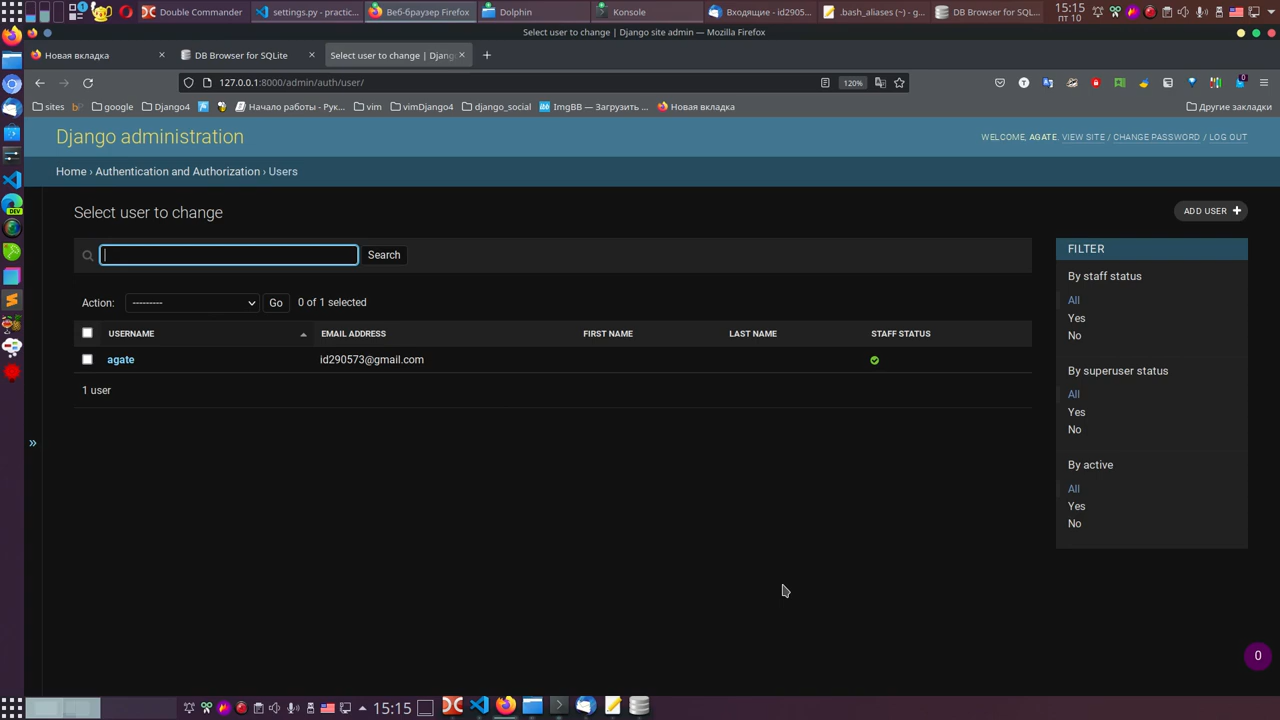 Double Commander
settings.py - practic...
Веб-браузер Firefox
Dolphin
Konsole
Входящие - id2905...
.bash_aliases (~) - g...
DB Browser for SQL...
15:15
пт 10
Select user to change | Django site admin — Mozilla Firefox
Новая вкладка
DB Browser for SQLite
Select user to change | Djang
127.0.0.1:8000/admin/auth/user/
120%
sites
google
Django4
Начало работы - Рук...
vim
vimDjango4
django_social
ImgBB — Загрузить ...
Новая вкладка
Другие закладки
Django administration
WELCOME, AGATE. VIEW SITE / CHANGE PASSWORD / LOG OUT
Home › Authentication and Authorization › Users
Select user to change
ADD USER
Search
Action: --------- Go 0 of 1 selected
USERNAME EMAIL ADDRESS FIRST NAME LAST NAME STAFF STATUS
agate id290573@gmail.com
1 user
FILTER
By staff status
All
Yes
No
By superuser status
All
Yes
No
By active
All
Yes
No
»
0
DEV
15:15